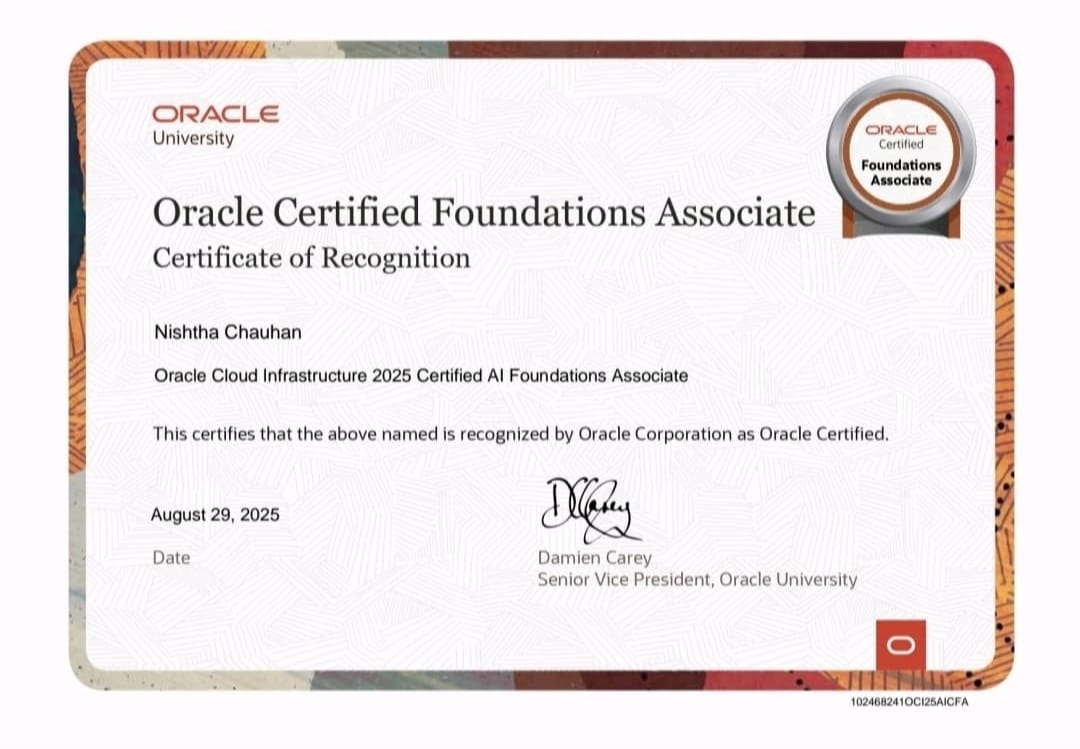 ORACLE
University
ORACLE
Certified
Foundations
Associate
Oracle Certified Foundations Associate
Certificate of Recognition
Nishtha Chauhan
Oracle Cloud Infrastructure 2025 Certified AI Foundations Associate
This certifies that the above named is recognized by Oracle Corporation as Oracle Certified.
August 29, 2025
Date
DCarey
Damien Carey
Senior Vice President, Oracle University
102468241OCI25AICFA